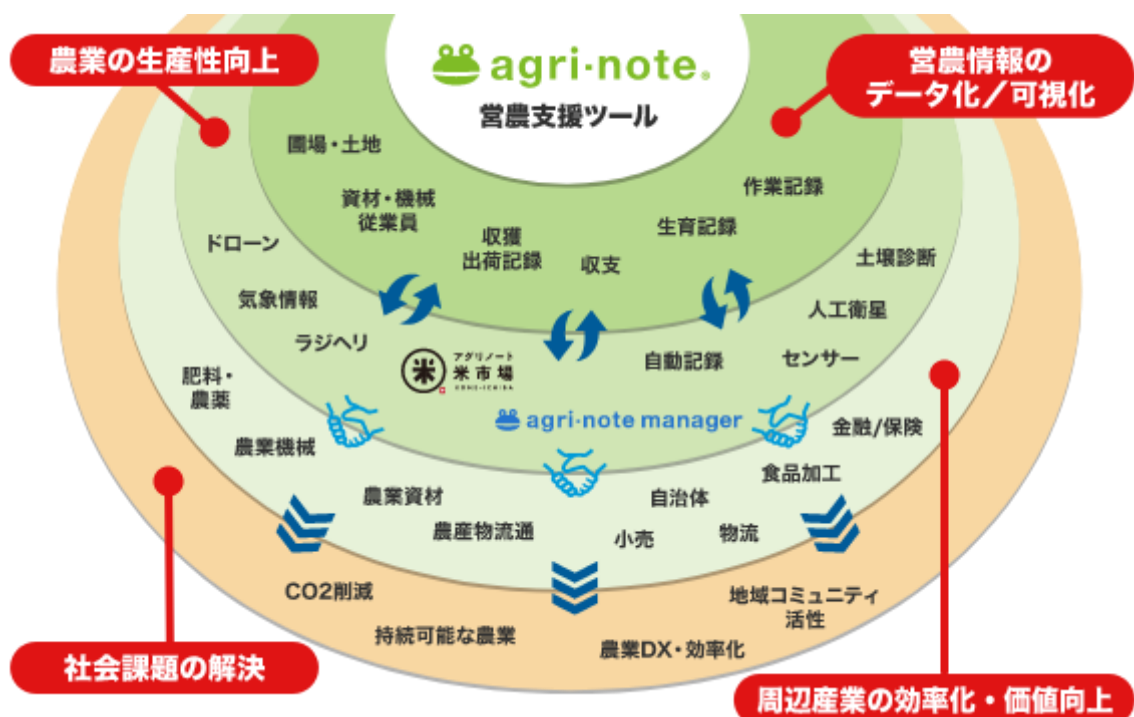 農業の生産性向上
agri-note®
営農支援ツール
営農情報の
データ化／可視化
圃場・土地
資材・機械
従業員
収獲
出荷記録
収支
生育記録
作業記録
ドローン
気象情報
ラジヘリ
アグリノート
米市場
KOME-ICHIBA
米
自動記録
センサー
人工衛星
土壌診断
agri-note manager
肥料・
農薬
農業機械
農業資材
農産物流通
小売
自治体
物流
食品加工
金融/保険
CO2削減
持続可能な農業
農業DX・効率化
地域コミュニティ
活性
社会課題の解決
周辺産業の効率化・価値向上